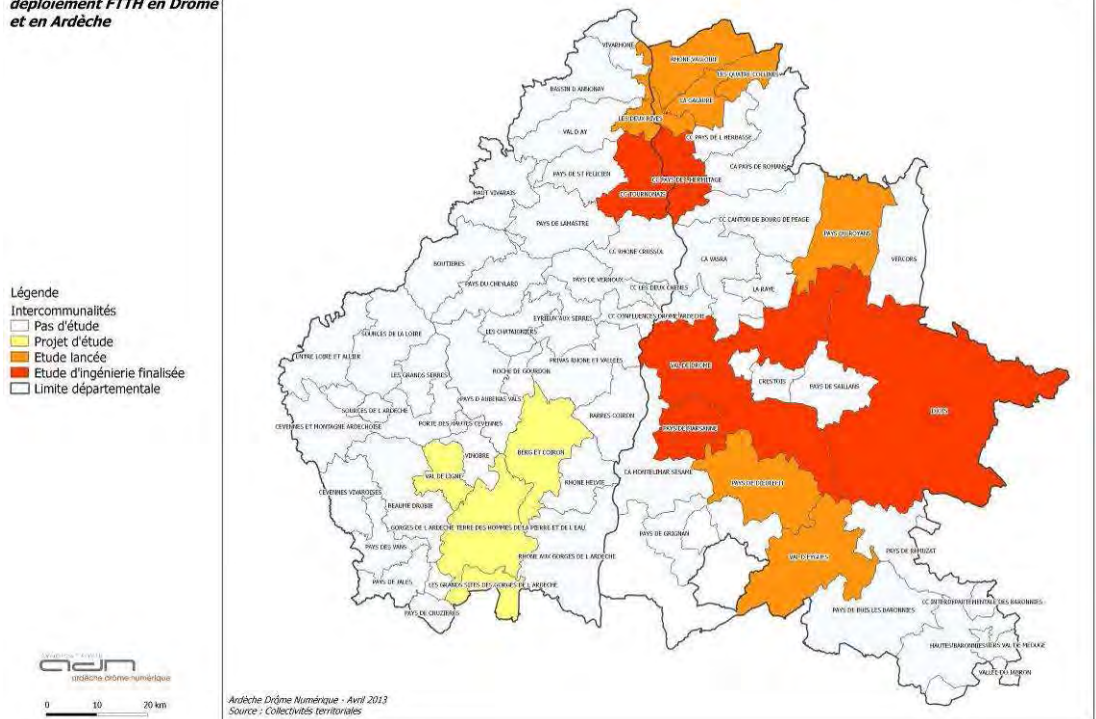 déploiement FTTH en Drôme
et en Ardèche
VIVARHONE
RHONE VALLOIRE
LES QUATRE COLLINES
BASSIN D ANNONAY
LA GALAURE
LES DEUX RIVES
VAL D AY
CC PAYS DE L HERBASSE
CA PAYS DE ROMANS
PAYS DE ST FELICIEN
CC PAYS DE L HERMITAGE
HAUT VIVARAIS
CC TOURNONAIS
PAYS DE LAMASTRE
CC CANTON DE BOURG DE PEAGE
PAYS DU ROYANS
CC RHONE CRUSSOL
VERCORS
BOUTIERES
CA VASRA
PAYS DU CHEYLARD
PAYS DE VERNOUX
CC LES DEUX CHENES
LA RAYE
Légende
Intercommunalités
Pas d'étude
Projet d'étude
Etude lancée
Etude d'ingénierie finalisée
Limite départementale
EYRIEUX AUX SERRES
CC CONFLUENCES DROME ARDECHE
SOURCES DE LA LOIRE
LES CHATAIGNIERS
ENTRE LOIRE ET ALLIER
PRIVAS RHONE ET VALLEES
VAL DE DROME
LES GRANDS SERRES
ROCHE DE GOURDON
CRESTOIS
PAYS DE SAILLANS
PAYS D AUBENAS VALS
DIOIS
SOURCES DE L ARDECHE
BARRES COIRON
CEVENNES ET MONTAGNE ARDECHOISE
PORTE DES HAUTES CEVENNES
PAYS DE MARSANNE
VINOBRE
BERG ET COIRON
VAL DE LIGNE
CA MONTELIMAR SESAME
RHONE HELVIE
PAYS DE DIEULEFIT
CEVENNES VIVAROISES
BEAUME DROBIE
GORGES DE L ARDECHE TERRE DES HOMMES DE LA PIERRE ET DE L EAU
PAYS DE GRIGNAN
PAYS DES VANS
RHONE AUX GORGES DE L ARDECHE
VAL D EYGUES
PAYS DE REMUZAT
PAYS DE JALES
LES GRANDS SITES DES GORGES DE L ARDECHE
PAYS DE CRUZIERES
CC INTERDEPARTEMENTALE DES BARONNIES
PAYS DE BUIS LES BARONNIES
HAUTES BARONNIES
VALLEE DU TOULOURENC
adn
ardèche drôme numérique
0 10 20 km
Ardèche Drôme Numérique - Avril 2013
Source : Collectivités territoriales